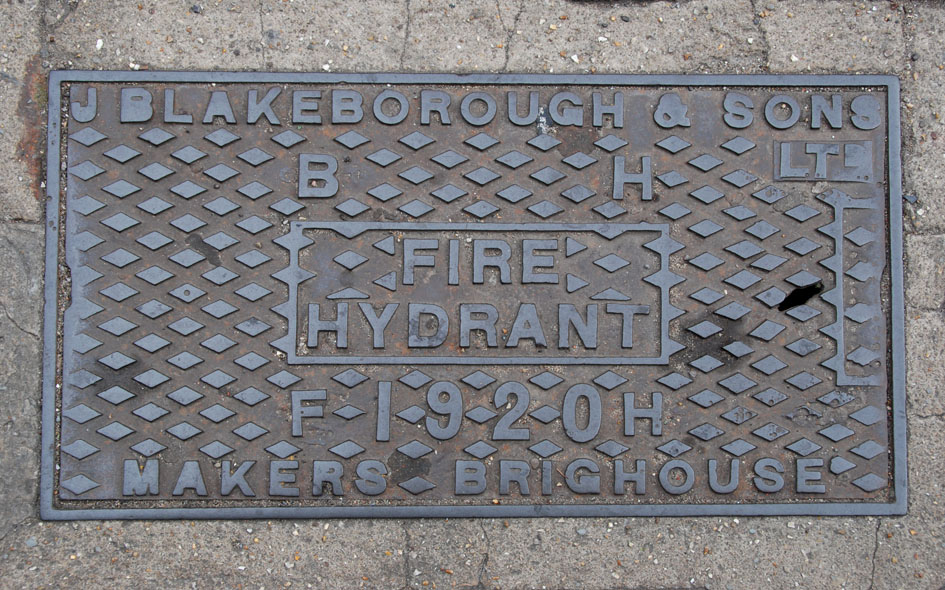 J BLAKEBOROUGH & SONS
LTD
B H
FIRE
HYDRANT
F 1920 H
MAKERS BRIGHOUSE